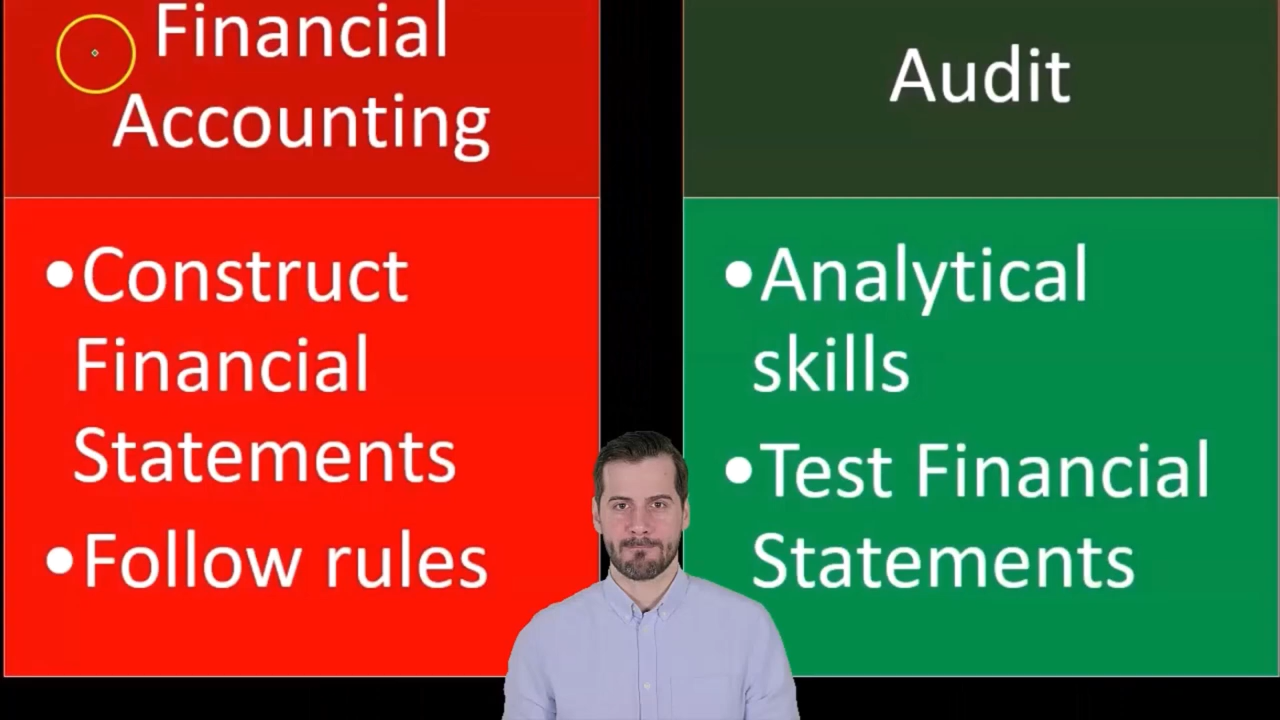 Financial
Accounting
•Construct
Financial
Statements
•Follow rules
Audit
•Analytical
skills
•Test Financial
Statements